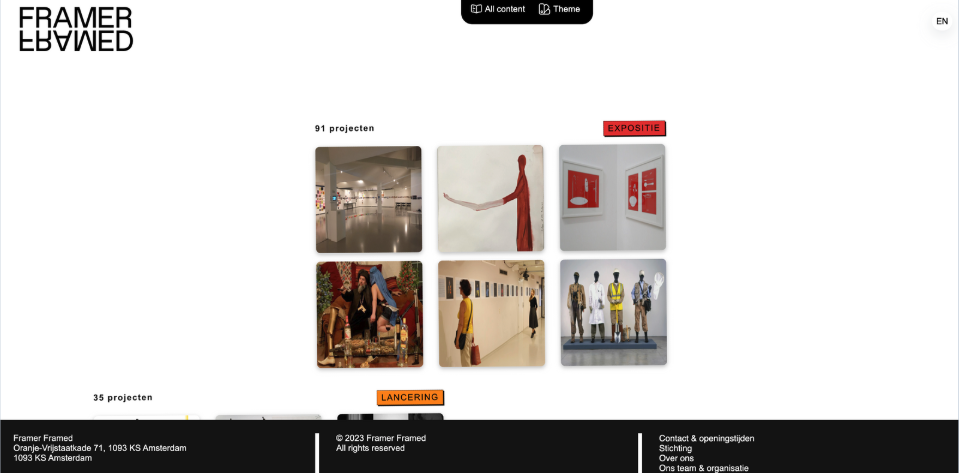 FRAMER
FRAMED
All content
Theme
EN
91 projecten
EXPOSITIE
35 projecten
LANCERING
Framer Framed
Oranje-Vrijstaatkade 71, 1093 KS Amsterdam
1093 KS Amsterdam
© 2023 Framer Framed
All rights reserved
Contact & openingstijden
Stichting
Over ons
Ons team & organisatie